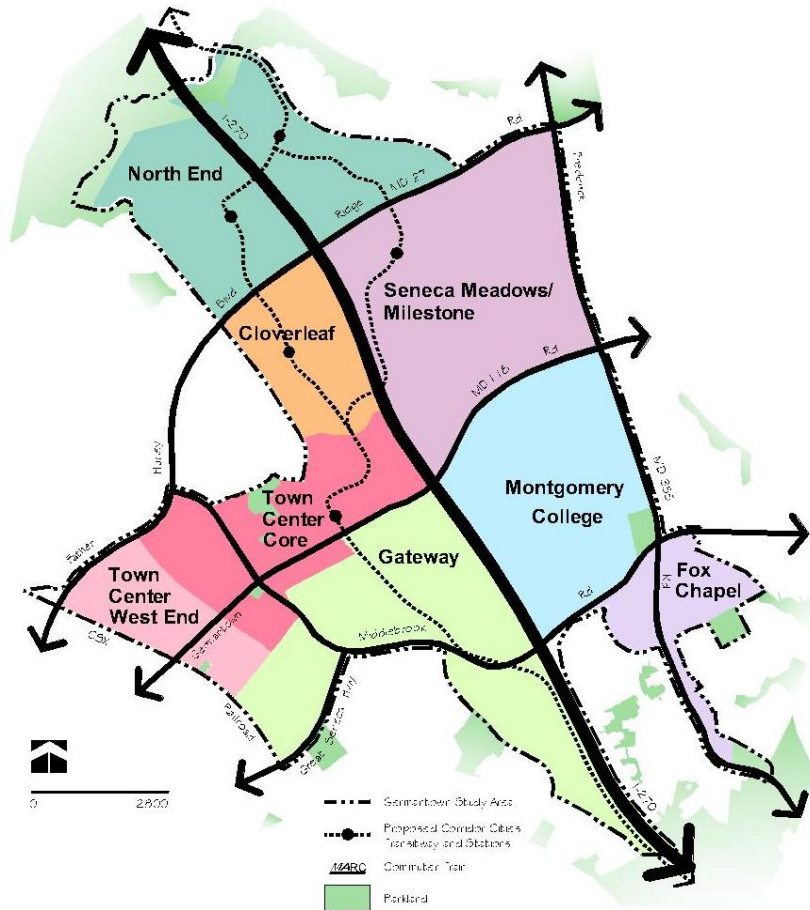 I-270
North End
Rd
Frederick
Ridge
MD 27
Seneca Meadows/
Milestone
Blvd
Cloverleaf
Rd
MD 118
Hurley
MD 355
Montgomery
College
Town
Center
Core
Father
Gateway
Fox
Chapel
Rd
Rd
Town
Center
West End
CSX
Germantown
Middlebrook
Railroad
Great Seneca Hwy
I-270
0
2800
Germantown Study Area
Proposed Corridor Cities
Transitway and Stations
MARC
Commuter Train
Parkland